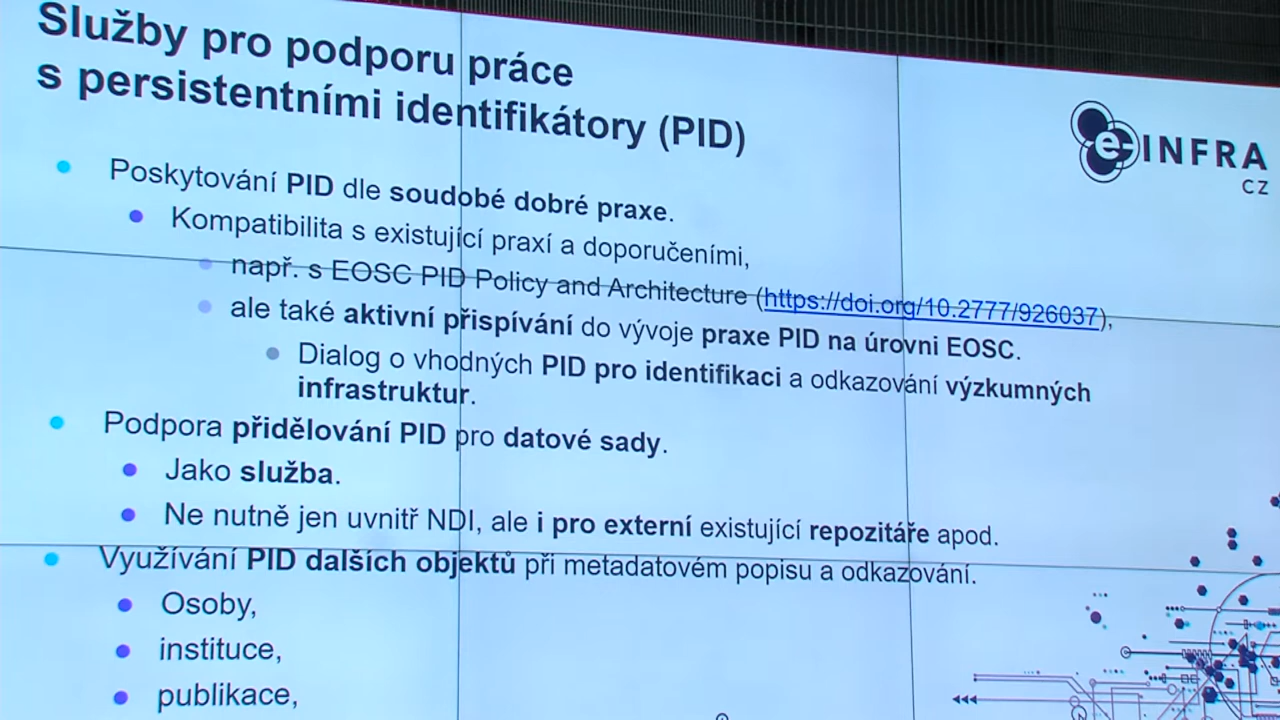 Služby pro podporu práce
s persistentními identifikátory (PID)
e-INFRA
CZ
Poskytování PID dle soudobé dobré praxe.
Kompatibilita s existující praxí a doporučeními,
např. s EOSC PID Policy and Architecture (https://doi.org/10.2777/926037),
ale také aktivní přispívání do vývoje praxe PID na úrovni EOSC.
Dialog o vhodných PID pro identifikaci a odkazování výzkumných
infrastruktur.
Podpora přidělování PID pro datové sady.
Jako služba.
Ne nutně jen uvnitř NDI, ale i pro externí existující repozitáře apod.
Využívání PID dalších objektů při metadatovém popisu a odkazování.
Osoby,
instituce,
publikace,